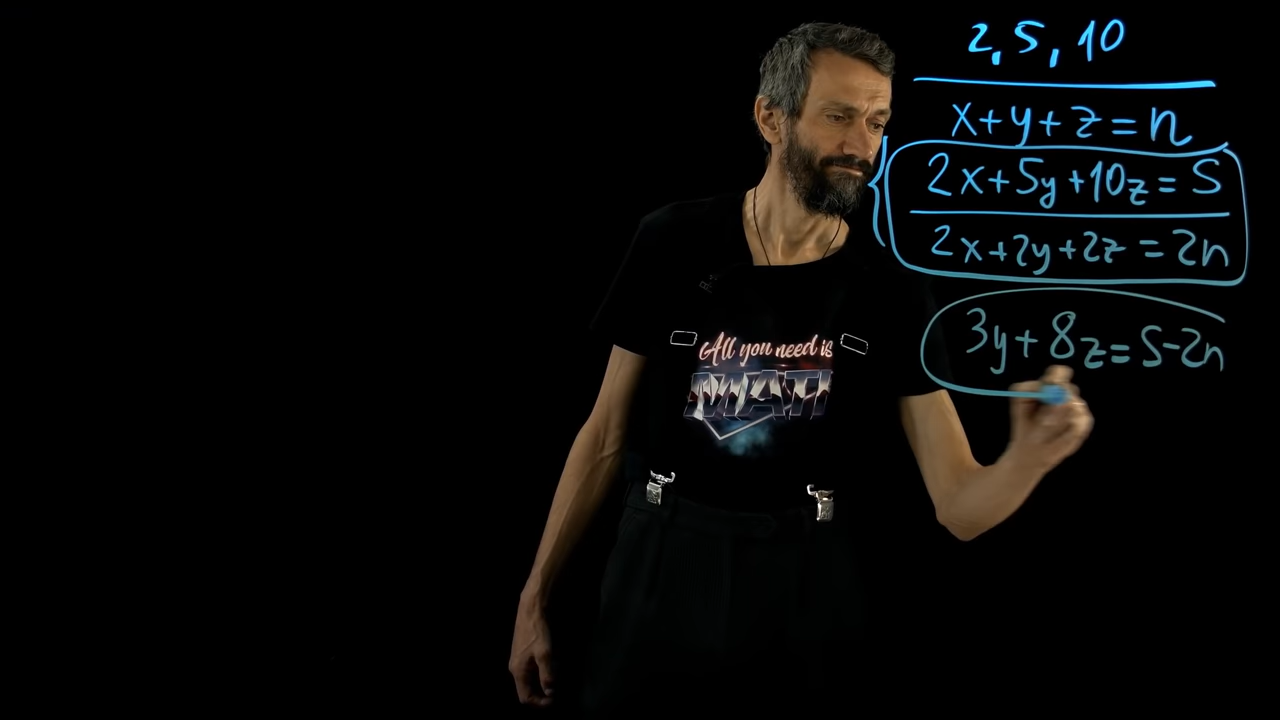 2, 5, 10
x+y+z=n
2x+5y+10z=S
2x+2y+2z=2n
3y+8z=S-2n
All you need is
MATH